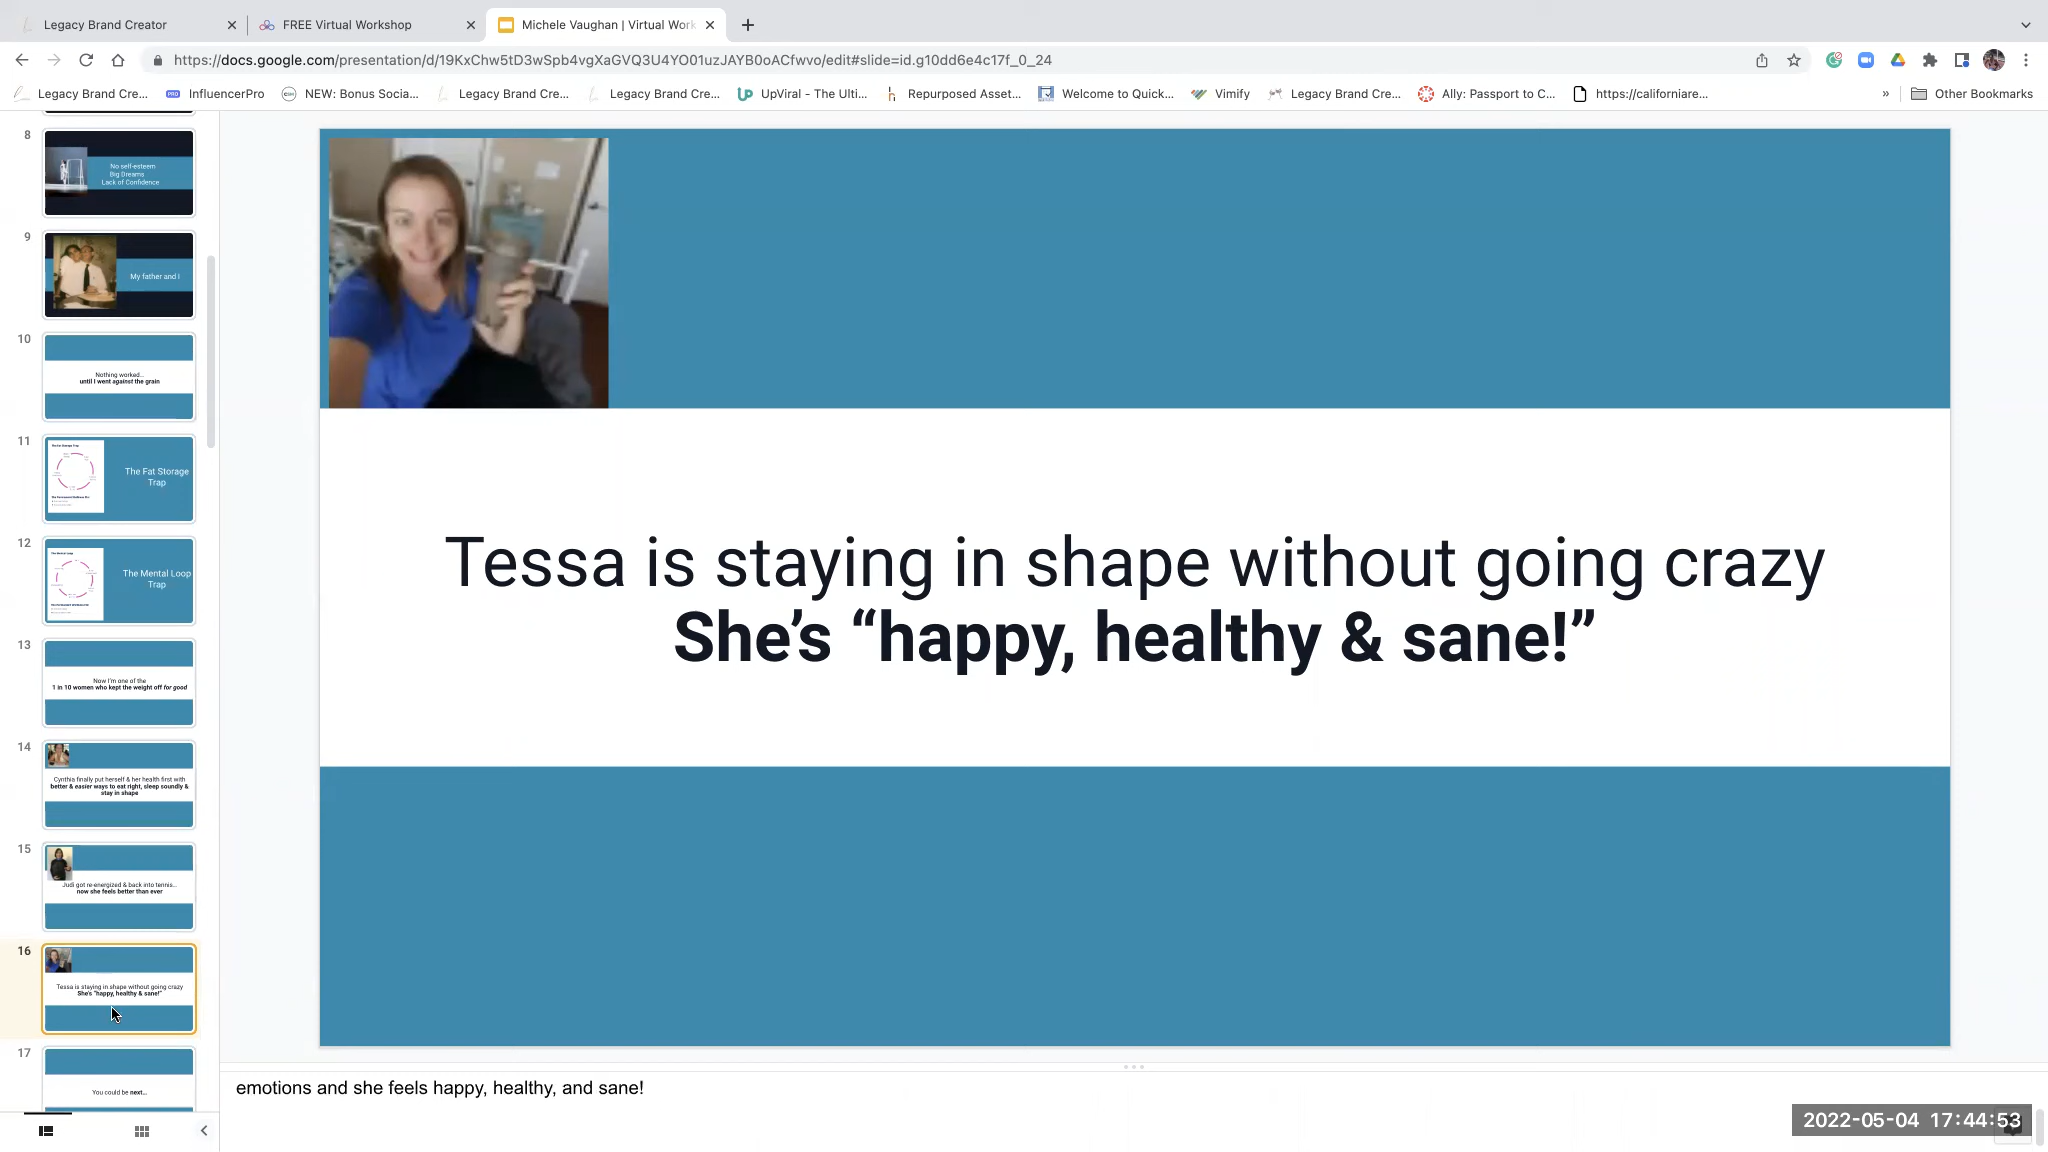 Legacy Brand Creator
FREE Virtual Workshop
Michele Vaughan | Virtual Work
https://docs.google.com/presentation/d/19KxChw5tD3wSpb4vgXaGVQ3U4YO01uzJAYB0oACfwvo/edit#slide=id.g10dd6e4c17f_0_24
Legacy Brand Cre...
PRO
InfluencerPro
NEW: Bonus Socia...
Legacy Brand Cre...
Legacy Brand Cre...
UpViral - The Ulti...
Repurposed Asset...
Welcome to Quick...
Vimify
Legacy Brand Cre...
Ally: Passport to C...
https://californiare...
»
Other Bookmarks
8
No self-esteem
Big Dreams
Lack of Confidence
9
My father and I
10
Nothing worked...
until I went against the grain
11
The Fat Storage
Trap
12
The Mental Loop
Trap
13
Now I'm one of the
1 in 10 women who kept the weight off for good
14
Cynthia finally put herself & her health first with
better & easier ways to eat right, sleep soundly &
stay in shape
15
Judi got re-energized & back into tennis...
now she feels better than ever
16
Tessa is staying in shape without going crazy
She's "happy, healthy & sane!"
17
You could be next...
Tessa is staying in shape without going crazy
She’s “happy, healthy & sane!”
emotions and she feels happy, healthy, and sane!
2022-05-04 17:44:53